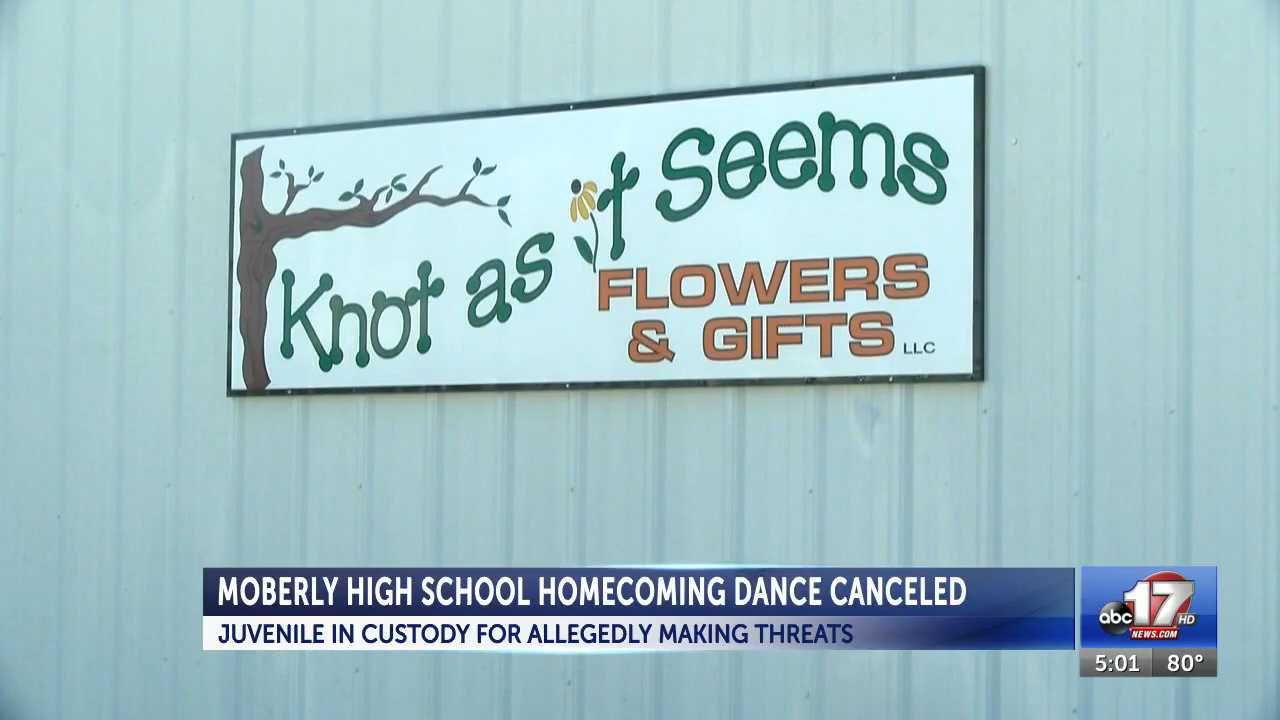 Knot as it Seems
FLOWERS
& GIFTS LLC
MOBERLY HIGH SCHOOL HOMECOMING DANCE CANCELED
JUVENILE IN CUSTODY FOR ALLEGEDLY MAKING THREATS
abc 17 HD
NEWS.COM
5:01 80°